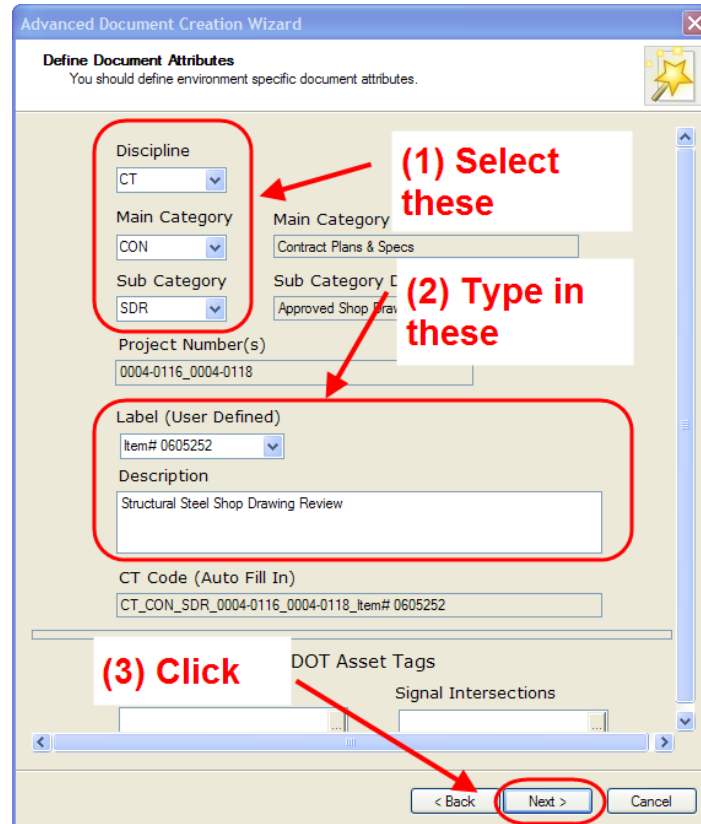 Advanced Document Creation Wizard
Define Document Attributes
You should define environment specific document attributes.
Discipline
CT
(1) Select
these
Main Category
Main Category
CON
Contract Plans & Specs
Sub Category
Sub Category
SDR
Approved Shop
(2) Type in
these
Project Number(s)
0004-0116_0004-0118
Label (User Defined)
Item# 0605252
Description
Structural Steel Shop Drawing Review
CT Code (Auto Fill In)
CT_CON_SDR_0004-0116_0004-0118_Item# 0605252
(3) Click
DOT Asset Tags
Signal Intersections
...
...
< Back
Next >
Cancel